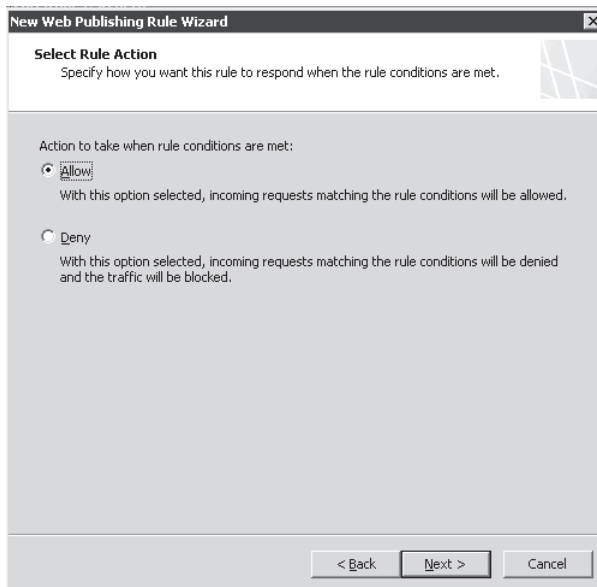 New Web Publishing Rule Wizard
Select Rule Action
Specify how you want this rule to respond when the rule conditions are met.
Action to take when rule conditions are met:
Allow
With this option selected, incoming requests matching the rule conditions will be allowed.
Deny
With this option selected, incoming requests matching the rule conditions will be denied
and the traffic will be blocked.
< Back Next > Cancel